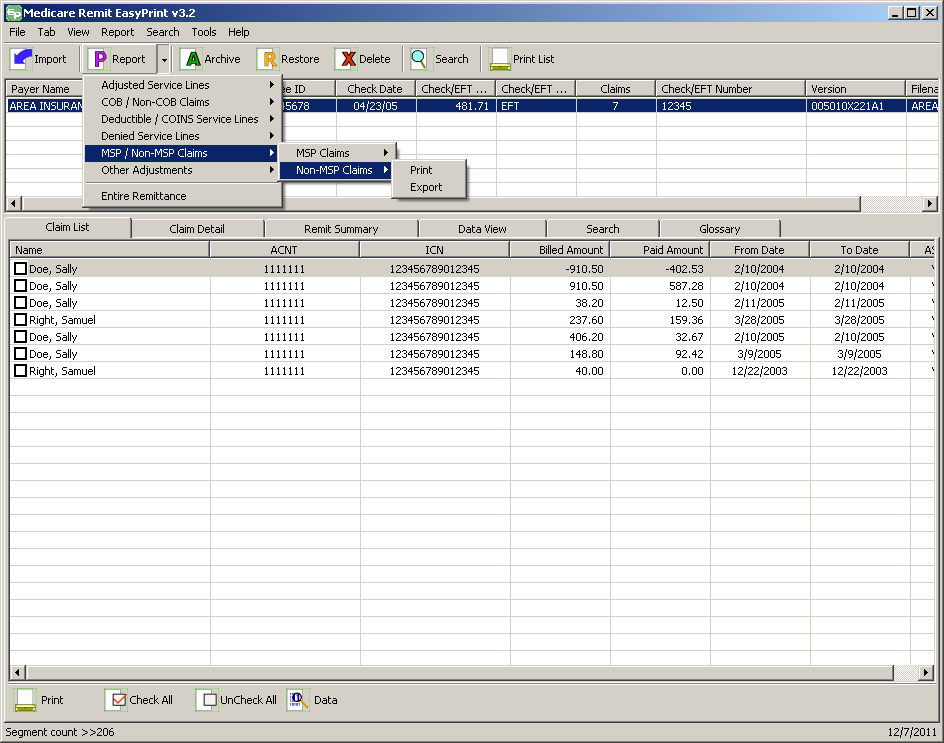 Medicare Remit EasyPrint v3.2
File Tab View Report Search Tools Help
Import Report Archive Restore Delete Search Print List
Payer Name ee ID Check Date Check/EFT ... Check/EFT ... Claims Check/EFT Number Version Filena
AREA INSURAN 5678 04/23/05 481.71 EFT 7 12345 005010X221A1 AREA
Adjusted Service Lines
COB / Non-COB Claims
Deductible / COINS Service Lines
Denied Service Lines
MSP / Non-MSP Claims MSP Claims
Other Adjustments Non-MSP Claims Print
Export
Entire Remittance
Claim List Claim Detail Remit Summary Data View Search Glossary
Name ACNT ICN Billed Amount Paid Amount From Date To Date AS
Doe, Sally 1111111 123456789012345 -910.50 -402.53 2/10/2004 2/10/2004
Doe, Sally 1111111 123456789012345 910.50 587.28 2/10/2004 2/10/2004
Doe, Sally 1111111 123456789012345 38.20 12.50 2/11/2005 2/11/2005
Right, Samuel 1111111 123456789012345 237.60 159.36 3/28/2005 3/28/2005
Doe, Sally 1111111 123456789012345 406.20 32.67 2/10/2005 2/10/2005
Doe, Sally 1111111 123456789012345 148.80 92.42 3/9/2005 3/9/2005
Right, Samuel 1111111 123456789012345 40.00 0.00 12/22/2003 12/22/2003
Print Check All UnCheck All Data
Segment count >>206 12/7/2011